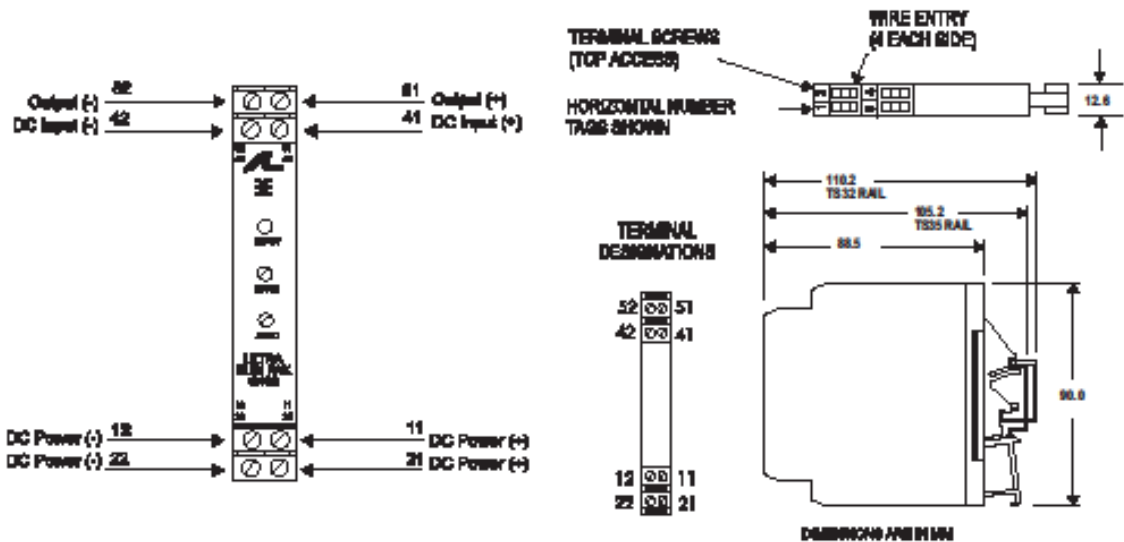 Output (-) 52
51 Output (+)
DC Input (-) 42
41 DC Input (+)
DC Power (-) 12
11 DC Power (+)
DC Power (-) 22
21 DC Power (+)
TERMINAL SCREWS
(TOP ACCESS)
WIRE ENTRY
(4 EACH SIDE)
HORIZONTAL NUMBER
TAGS SHOWN
12.6
110.2
TS32 RAIL
105.2
TS35 RAIL
88.5
90.0
TERMINAL
DESIGNATIONS
52 51
42 41
12 11
22 21
DIMENSIONS ARE IN MM